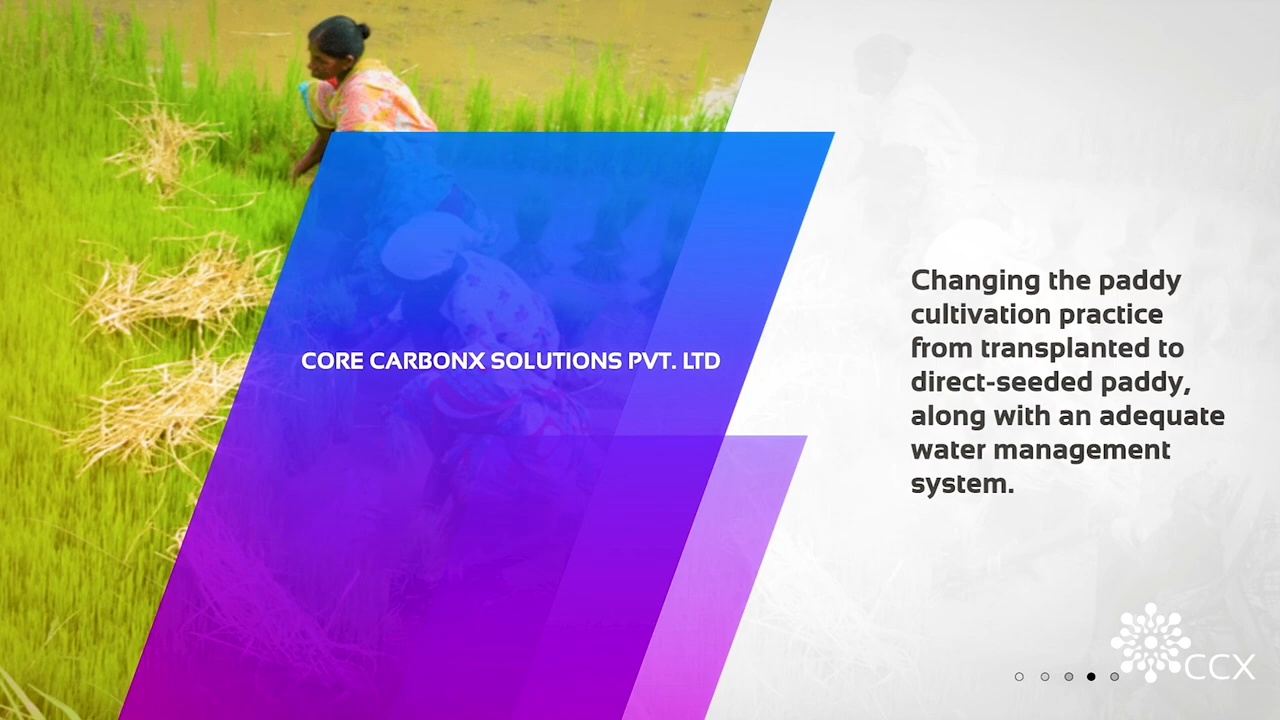 CORE CARBONX SOLUTIONS PVT. LTD
Changing the paddy
cultivation practice
from transplanted to
direct-seeded paddy,
along with an adequate
water management
system.
CCX